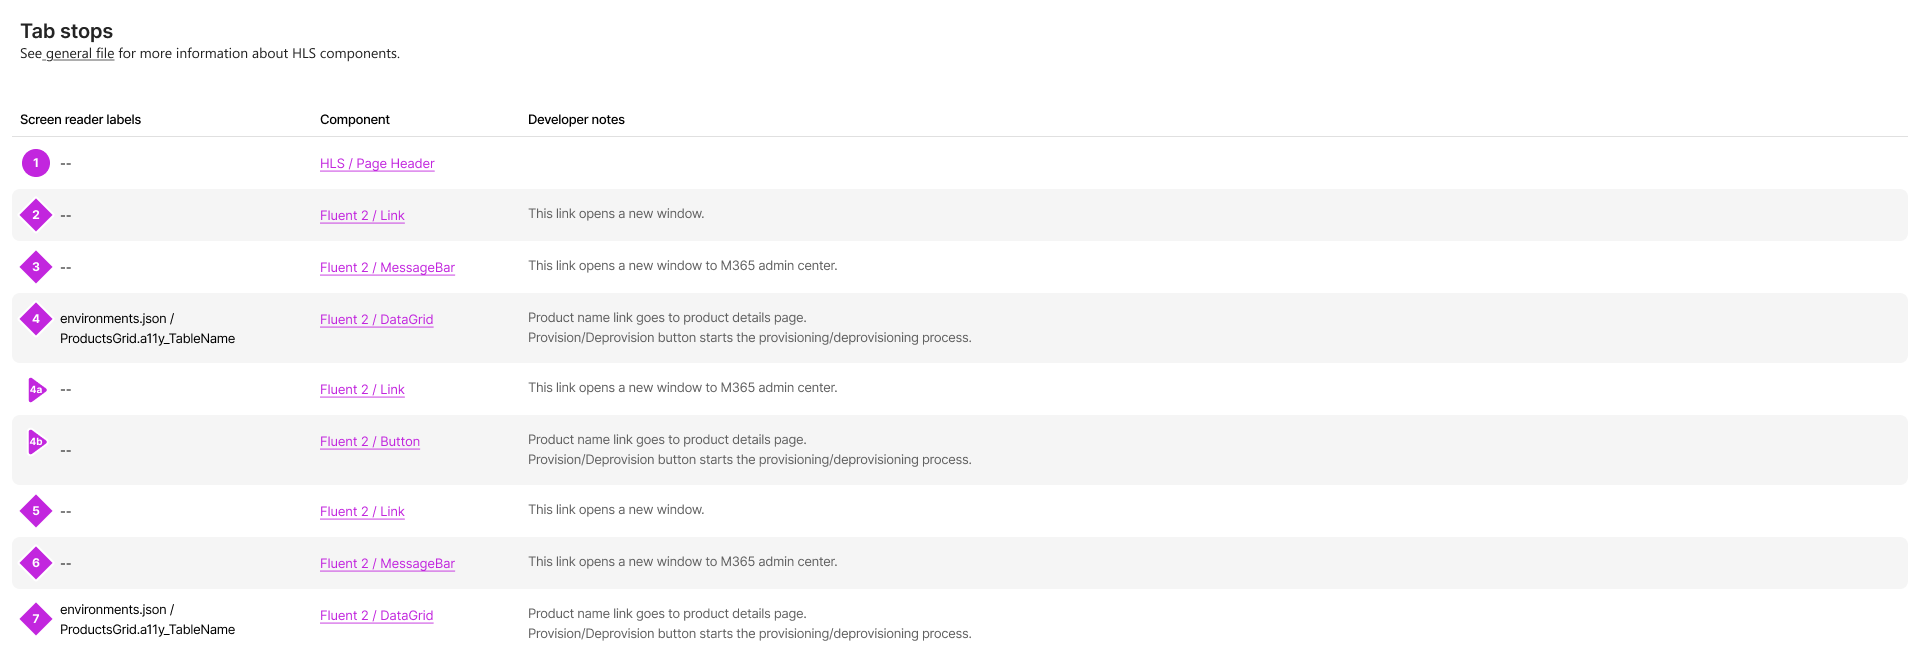 Tab stops
See general file for more information about HLS components.
Screen reader labels Component Developer notes
1 -- HLS / Page Header
2 -- Fluent 2 / Link This link opens a new window.
3 -- Fluent 2 / MessageBar This link opens a new window to M365 admin center.
4 environments.json / Fluent 2 / DataGrid Product name link goes to product details page.
ProductsGrid.a11y_TableName Provision/Deprovision button starts the provisioning/deprovisioning process.
4a -- Fluent 2 / Link This link opens a new window to M365 admin center.
4b -- Fluent 2 / Button Product name link goes to product details page.
Provision/Deprovision button starts the provisioning/deprovisioning process.
5 -- Fluent 2 / Link This link opens a new window.
6 -- Fluent 2 / MessageBar This link opens a new window to M365 admin center.
7 environments.json / Fluent 2 / DataGrid Product name link goes to product details page.
ProductsGrid.a11y_TableName Provision/Deprovision button starts the provisioning/deprovisioning process.